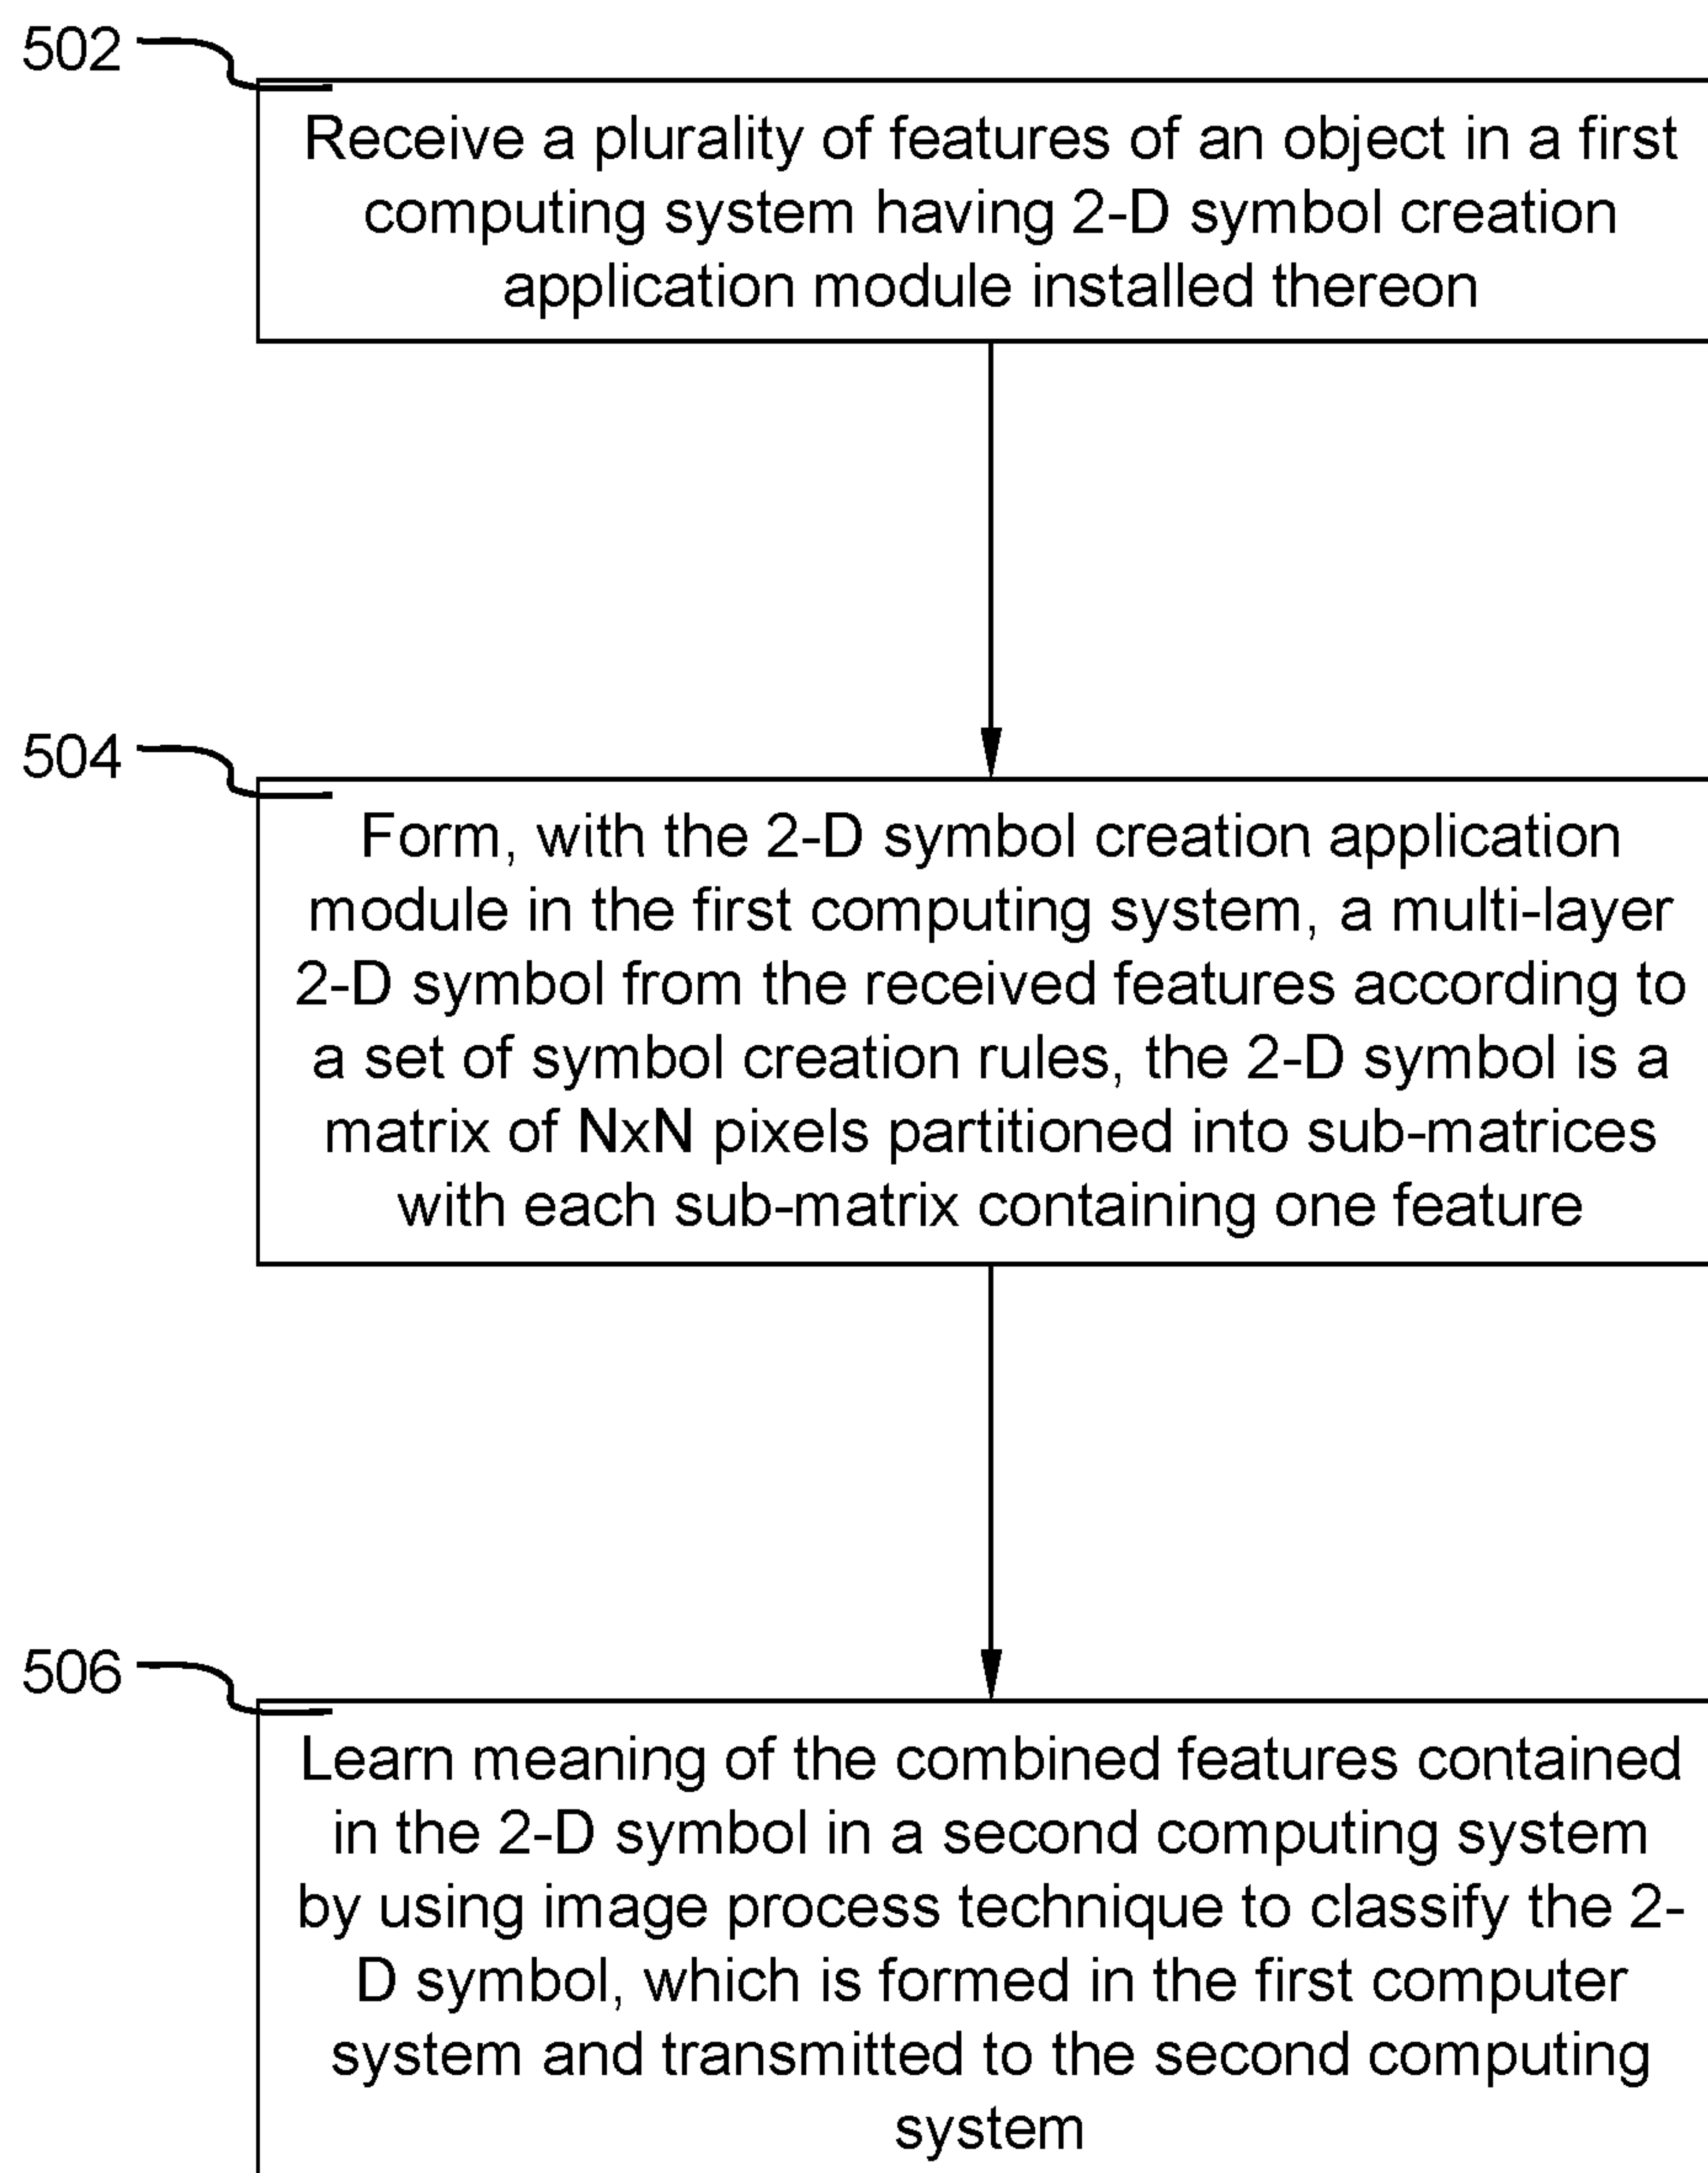 502
Receive a plurality of features of an object in a first
computing system having 2-D symbol creation
application module installed thereon
504
Form, with the 2-D symbol creation application
module in the first computing system, a multi-layer
2-D symbol from the received features according to
a set of symbol creation rules, the 2-D symbol is a
matrix of NxN pixels partitioned into sub-matrices
with each sub-matrix containing one feature
506
Learn meaning of the combined features contained
in the 2-D symbol in a second computing system
by using image process technique to classify the 2-
D symbol, which is formed in the first computer
system and transmitted to the second computing
system